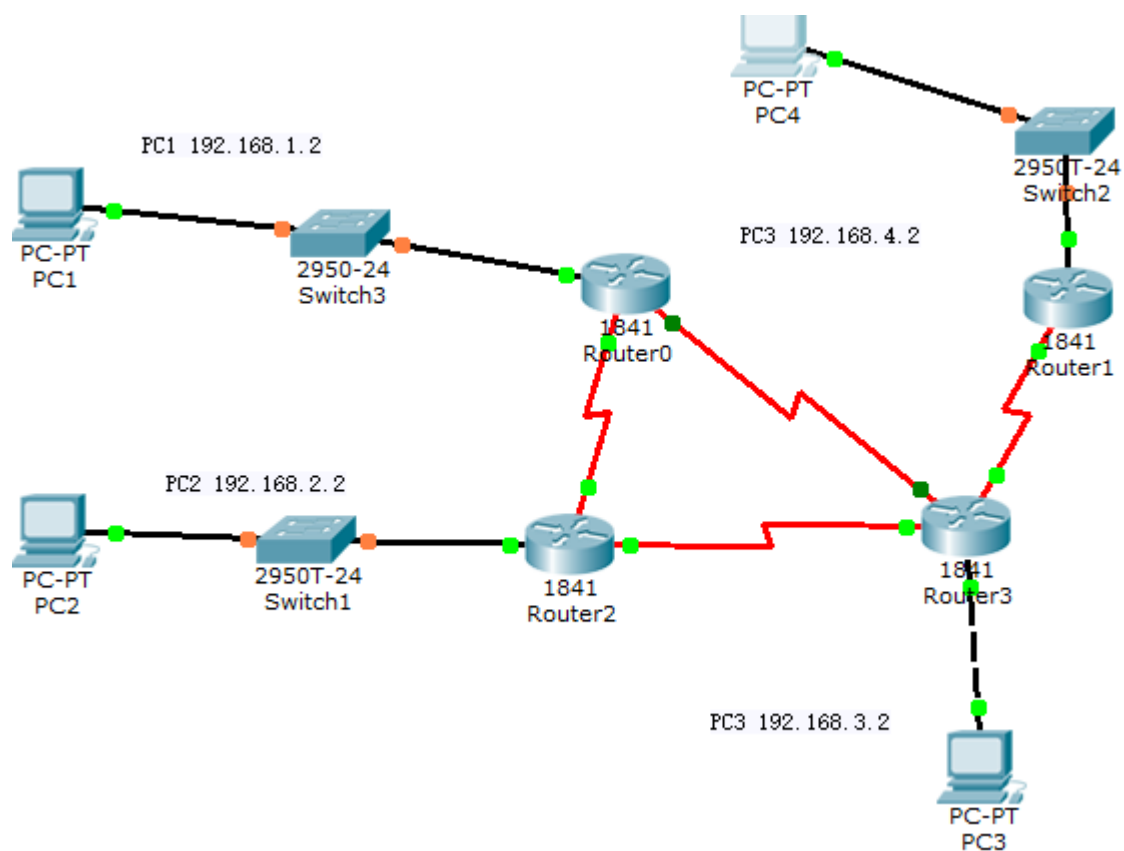 PC-PT
PC4
PC1 192.168.1.2
2950T-24
Switch2
PC3 192.168.4.2
PC-PT
PC1
2950-24
Switch3
1841
Router0
1841
Router1
PC2 192.168.2.2
PC-PT
PC2
2950T-24
Switch1
1841
Router2
1841
Router3
PC3 192.168.3.2
PC-PT
PC3